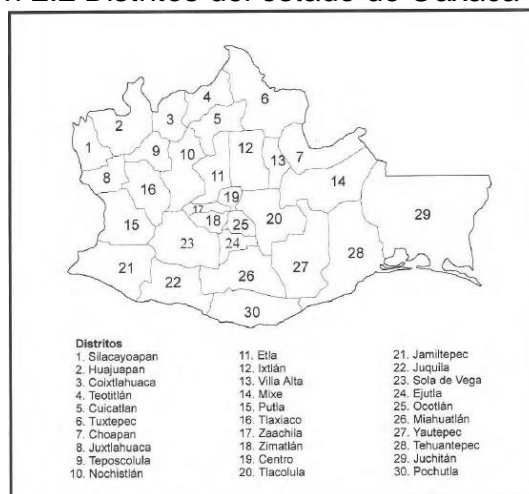 2.2 Distritos del estado de Oaxaca
4
6
2
3
5
1
9
10
12
13
7
8
11
14
16
19
17
20
29
15
18
25
23
24
28
21
26
27
22
30
Distritos
1. Silacayoapan
2. Huajuapan
3. Coixtlahuaca
4. Teotitlán
5. Cuicatlan
6. Tuxtepec
7. Choapan
8. Juxtlahuaca
9. Teposcolula
10. Nochistlán
11. Etla
12. Ixtlán
13. Villa Alta
14. Mixe
15. Putla
16. Tlaxiaco
17. Zaachila
18. Zimatlán
19. Centro
20. Tlacolula
21. Jamiltepec
22. Juquila
23. Sola de Vega
24. Ejutla
25. Ocotlán
26. Miahuatlán
27. Yautepec
28. Tehuantepec
29. Juchitán
30. Pochutla